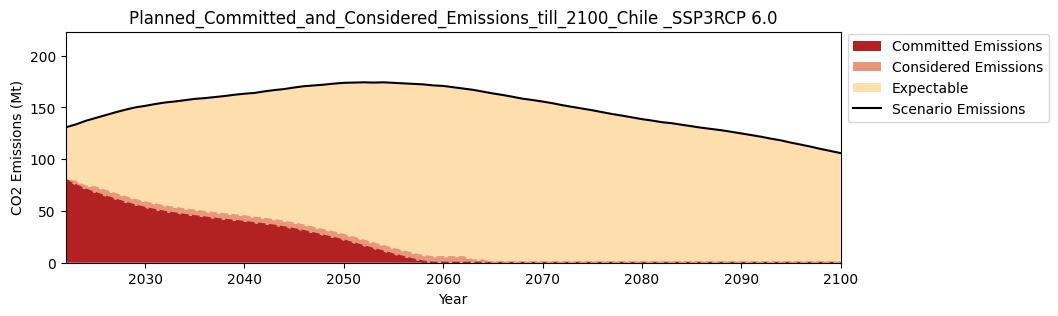 Planned_Committed_and_Considered_Emissions_till_2100_Chile _SSP3RCP 6.0
CO2 Emissions (Mt)
200
150
100
50
0
2030 2040 2050 2060 2070 2080 2090 2100
Year
Committed Emissions
Considered Emissions
Expectable
Scenario Emissions